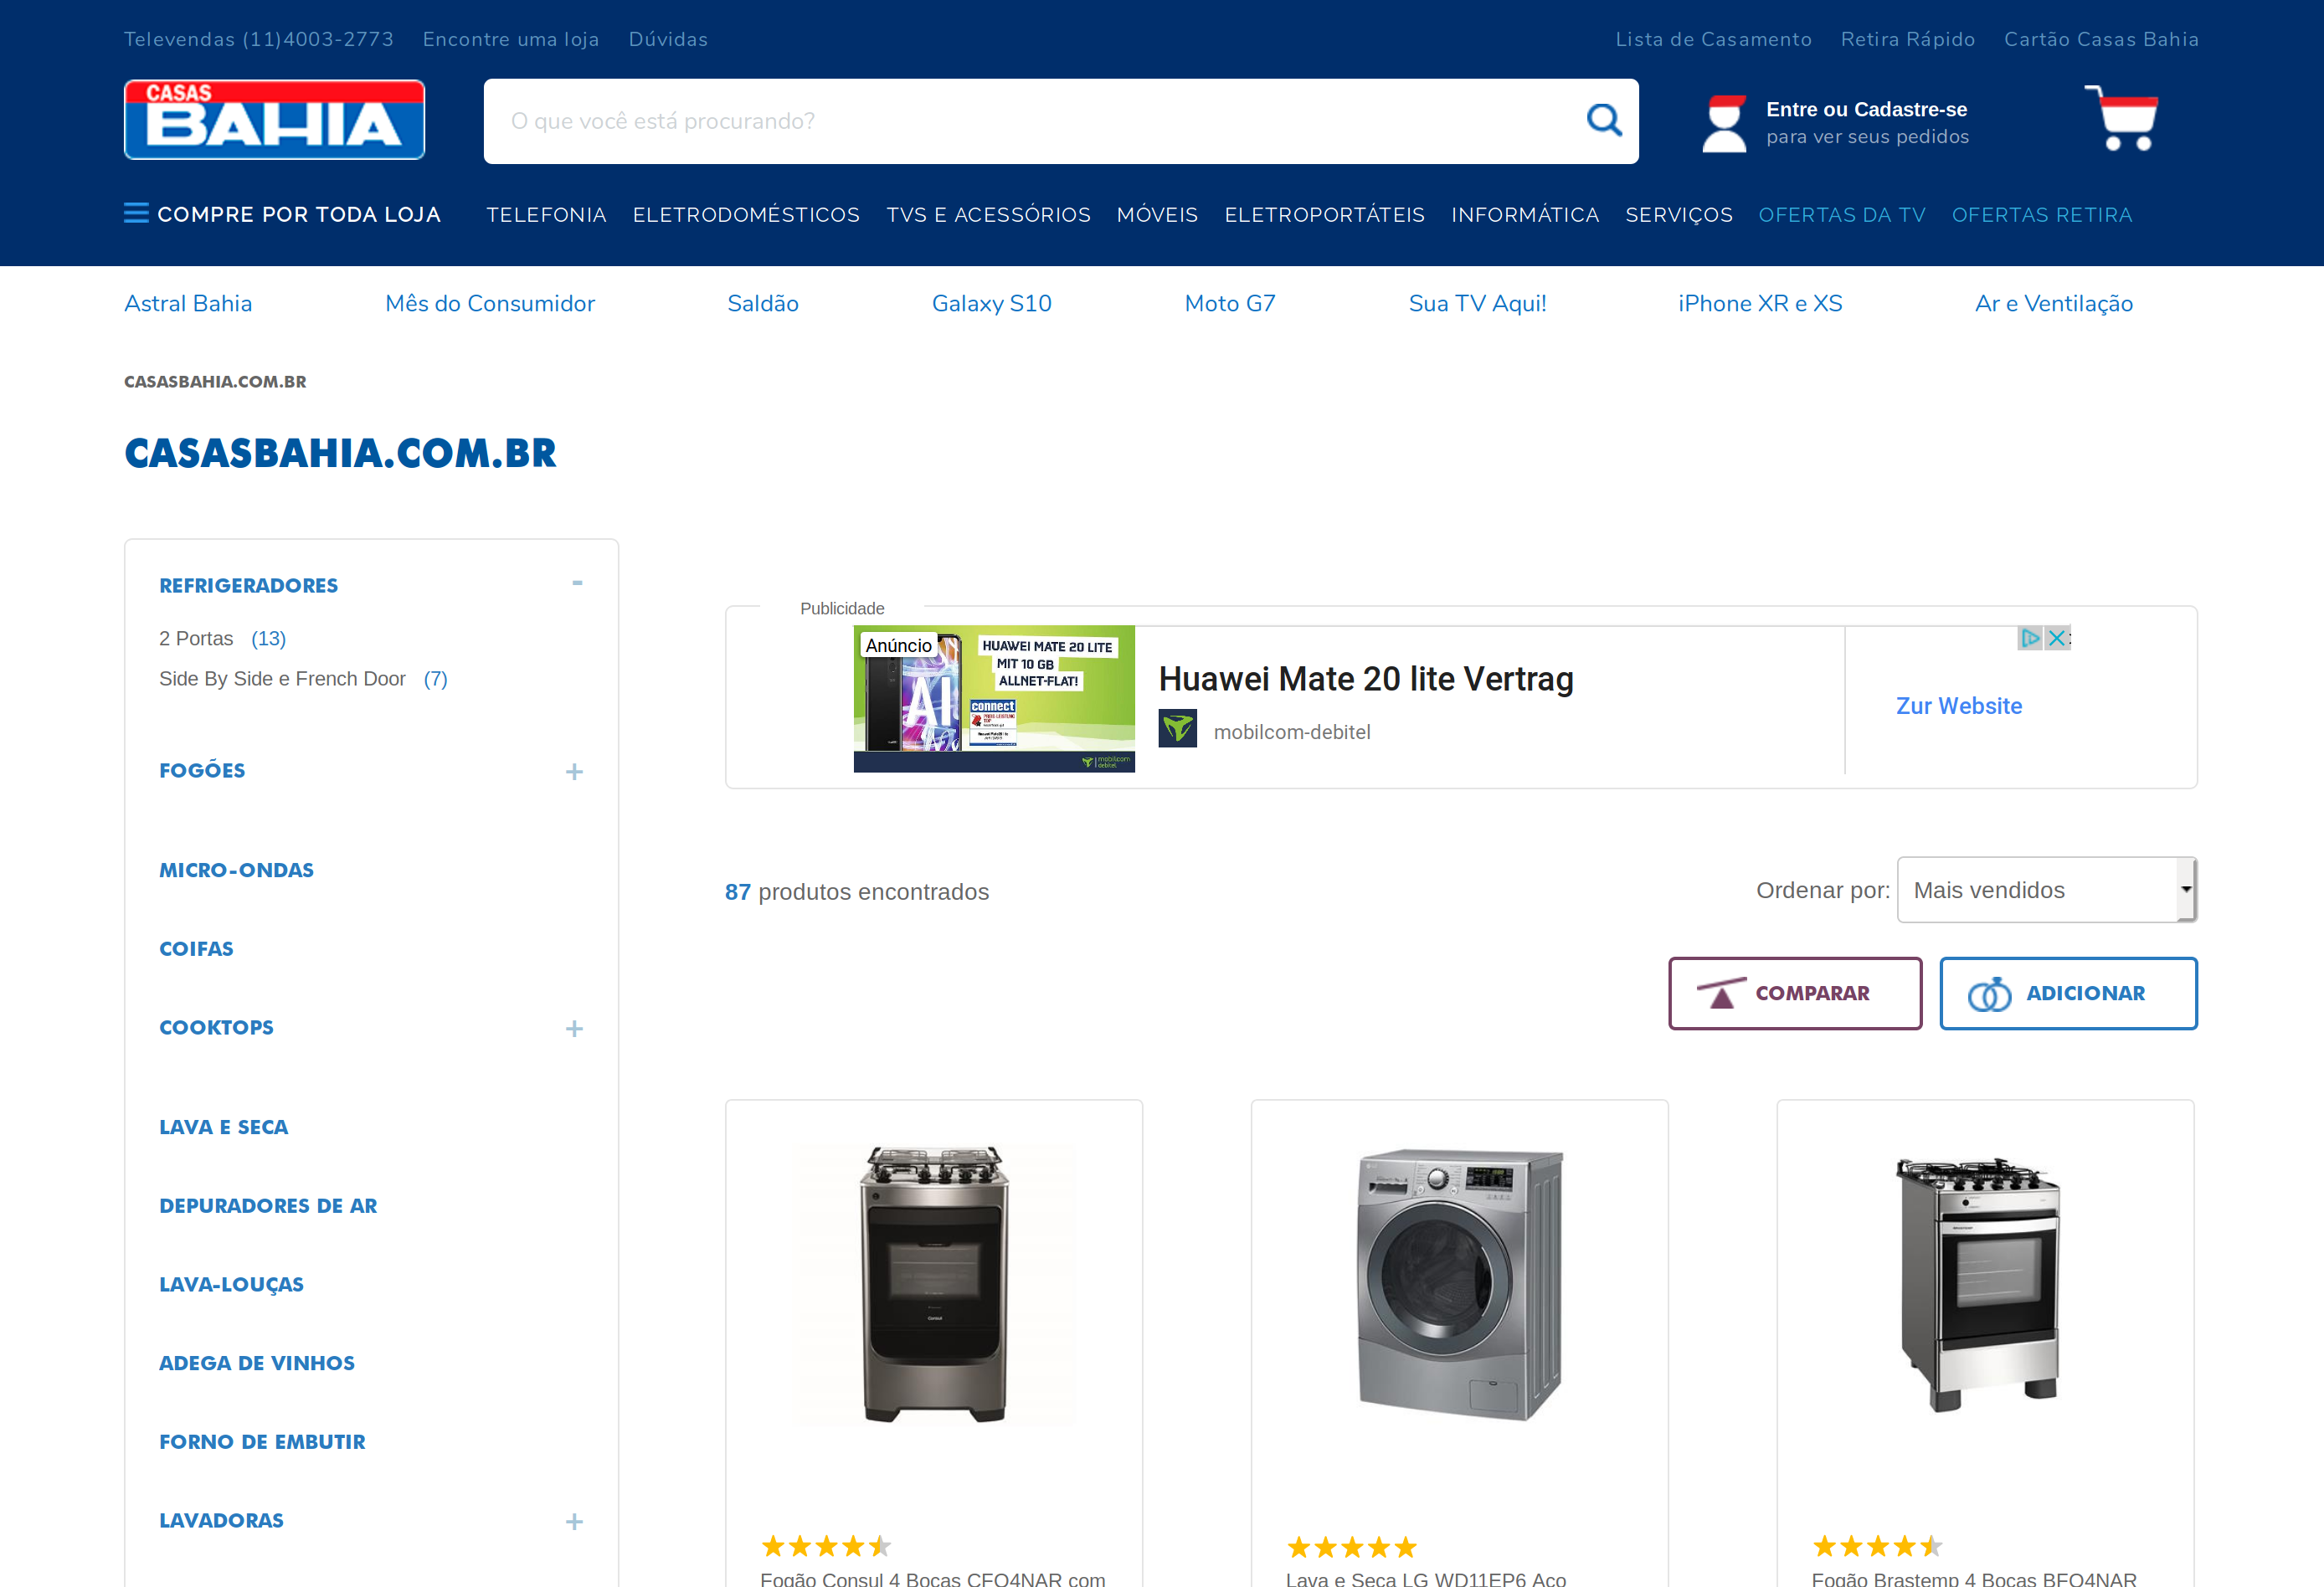 Televendas (11)4003-2773 Encontre uma loja Dúvidas Lista de Casamento Retira Rápido Cartão Casas Bahia
CASAS
BAHIA
O que você está procurando?
Entre ou Cadastre-se
para ver seus pedidos
COMPRE POR TODA LOJA TELEFONIA ELETRODOMÉSTICOS TVS E ACESSÓRIOS MÓVEIS ELETROPORTÁTEIS INFORMÁTICA SERVIÇOS OFERTAS DA TV OFERTAS RETIRA
Astral Bahia Mês do Consumidor Saldão Galaxy S10 Moto G7 Sua TV Aqui! iPhone XR e XS Ar e Ventilação
CASASBAHIA.COM.BR
CASASBAHIA.COM.BR
REFRIGERADORES -
2 Portas (13)
Side By Side e French Door (7)
FOGÕES +
MICRO-ONDAS
COIFAS
COOKTOPS +
LAVA E SECA
DEPURADORES DE AR
LAVA-LOUÇAS
ADEGA DE VINHOS
FORNO DE EMBUTIR
LAVADORAS +
Publicidade
Anúncio
HUAWEI MATE 20 LITE
MIT 10 GB
ALLNET-FLAT!
AI
connect
mobilcom
debitel
Huawei Mate 20 lite Vertrag
mobilcom-debitel
Zur Website
87 produtos encontrados
Ordenar por: Mais vendidos
COMPARAR ADICIONAR
Fogão Consul 4 Bocas CFO4NAR com
Lava e Seca LG WD11EP6 Aço
Fogão Brastemp 4 Bocas BFO4NAR